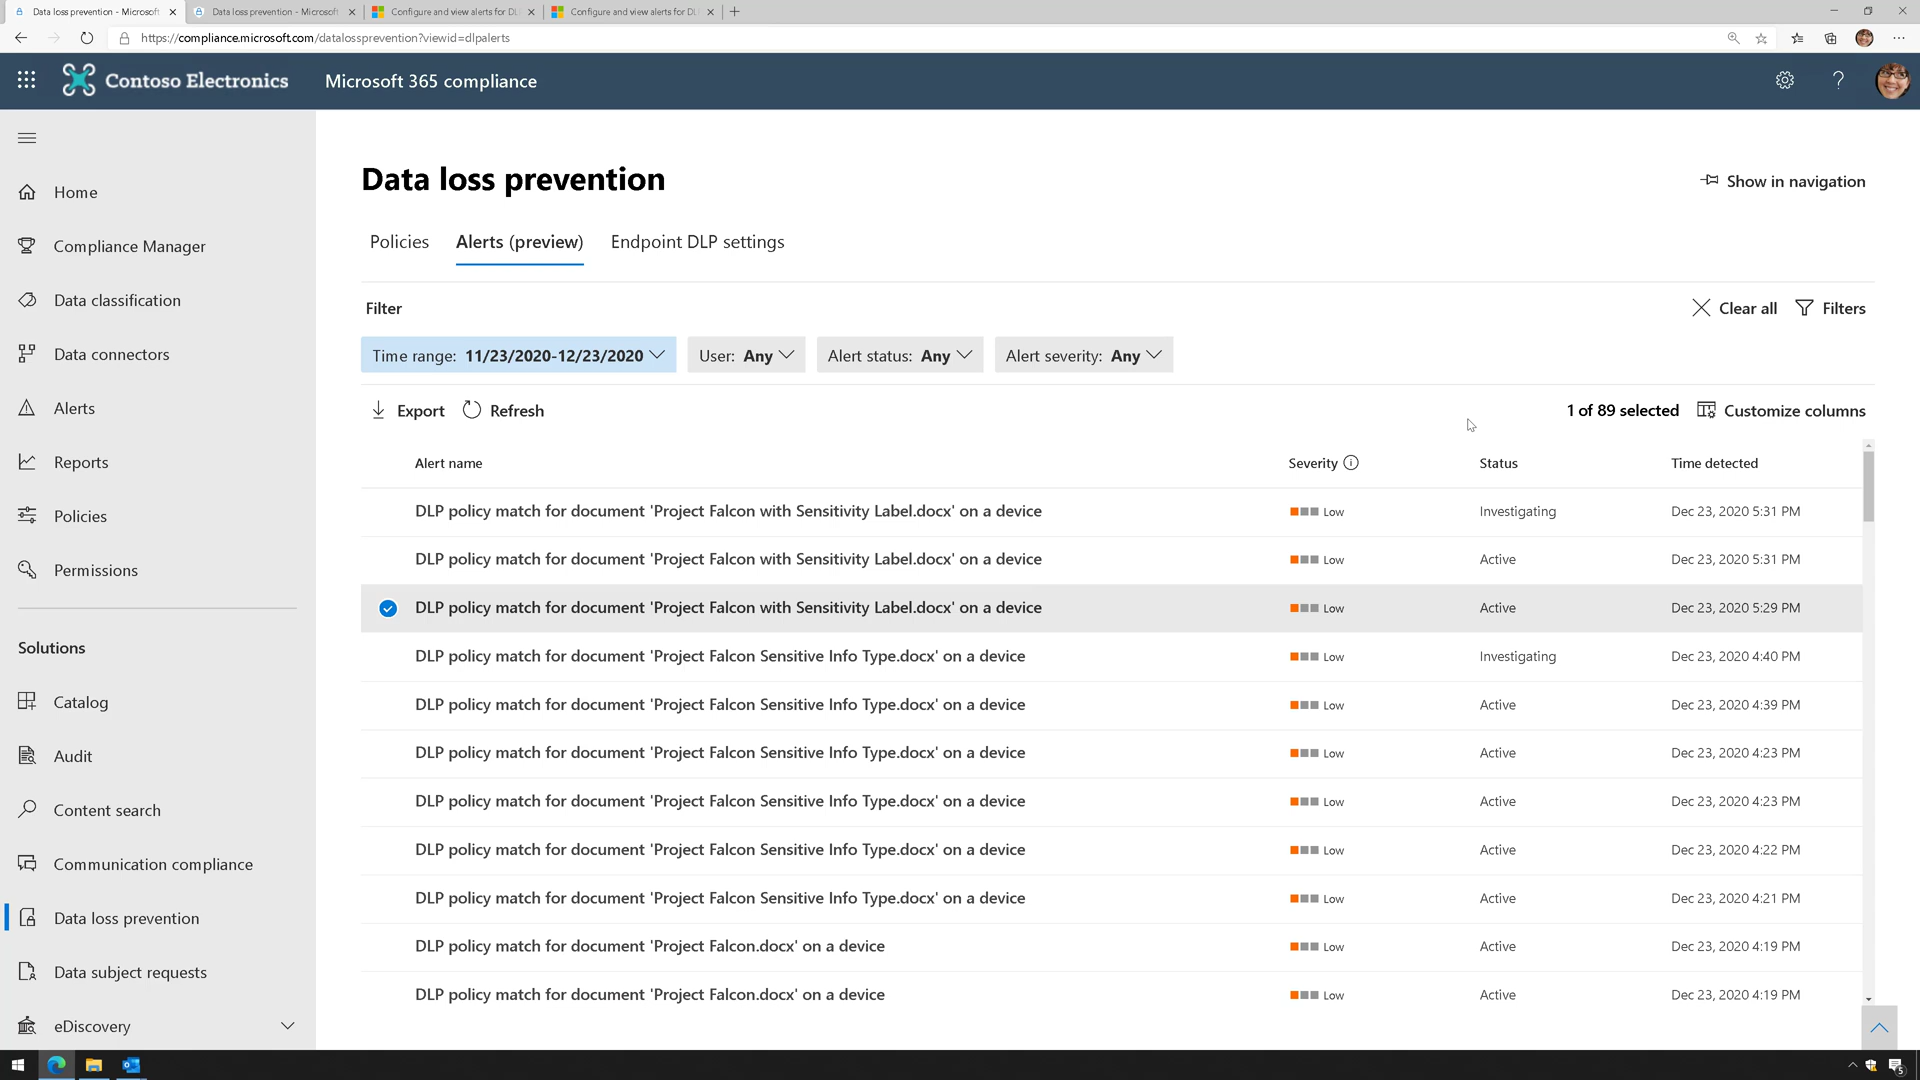 Data loss prevention - Microsoft
Data loss prevention - Microsoft
Configure and view alerts for DL
Configure and view alerts for DL
https://compliance.microsoft.com/datalossprevention?viewid=dlpalerts
Contoso Electronics
Microsoft 365 compliance
Home
Compliance Manager
Data classification
Data connectors
Alerts
Reports
Policies
Permissions
Solutions
Catalog
Audit
Content search
Communication compliance
Data loss prevention
Data subject requests
eDiscovery
Data loss prevention
Show in navigation
Policies
Alerts (preview)
Endpoint DLP settings
Filter
Clear all
Filters
Time range: 11/23/2020-12/23/2020
User: Any
Alert status: Any
Alert severity: Any
Export
Refresh
1 of 89 selected
Customize columns
Alert name Severity Status Time detected
DLP policy match for document 'Project Falcon with Sensitivity Label.docx' on a device Low Investigating Dec 23, 2020 5:31 PM
DLP policy match for document 'Project Falcon with Sensitivity Label.docx' on a device Low Active Dec 23, 2020 5:31 PM
DLP policy match for document 'Project Falcon with Sensitivity Label.docx' on a device Low Active Dec 23, 2020 5:29 PM
DLP policy match for document 'Project Falcon Sensitive Info Type.docx' on a device Low Investigating Dec 23, 2020 4:40 PM
DLP policy match for document 'Project Falcon Sensitive Info Type.docx' on a device Low Active Dec 23, 2020 4:39 PM
DLP policy match for document 'Project Falcon Sensitive Info Type.docx' on a device Low Active Dec 23, 2020 4:23 PM
DLP policy match for document 'Project Falcon Sensitive Info Type.docx' on a device Low Active Dec 23, 2020 4:23 PM
DLP policy match for document 'Project Falcon Sensitive Info Type.docx' on a device Low Active Dec 23, 2020 4:22 PM
DLP policy match for document 'Project Falcon Sensitive Info Type.docx' on a device Low Active Dec 23, 2020 4:21 PM
DLP policy match for document 'Project Falcon.docx' on a device Low Active Dec 23, 2020 4:19 PM
DLP policy match for document 'Project Falcon.docx' on a device Low Active Dec 23, 2020 4:19 PM
5